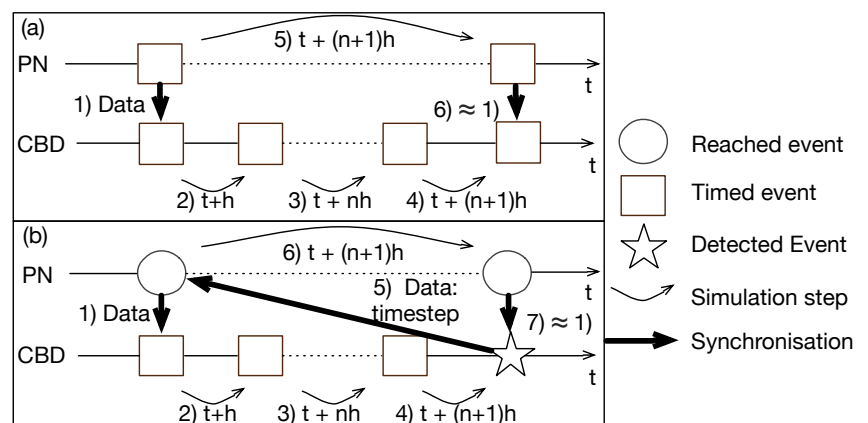 (a)
5) t + (n+1)h
PN
t
1) Data
6) ≈ 1)
CBD
t
2) t+h
3) t + nh
4) t + (n+1)h
(b)
6) t + (n+1)h
PN
t
5) Data:
timestep
1) Data
7) ≈ 1)
CBD
t
2) t+h
3) t + nh
4) t + (n+1)h
Reached event
Timed event
Detected Event
Simulation step
Synchronisation